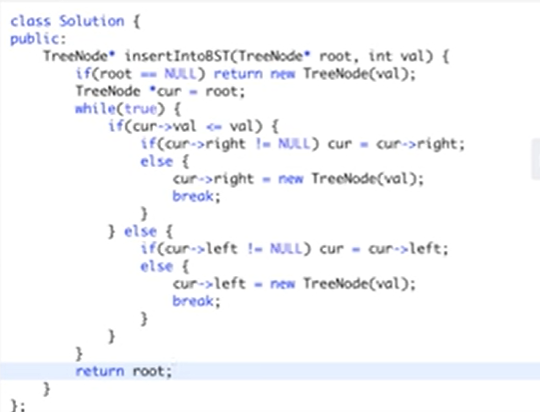 class Solution {
public:
    TreeNode* insertIntoBST(TreeNode* root, int val) {
        if(root == NULL) return new TreeNode(val);
        TreeNode *cur = root;
        while(true) {
            if(cur->val <= val) {
                if(cur->right != NULL) cur = cur->right;
                else {
                    cur->right = new TreeNode(val);
                    break;
                }
            } else {
                if(cur->left != NULL) cur = cur->left;
                else {
                    cur->left = new TreeNode(val);
                    break;
                }
            }
        }
        return root;
    }
};